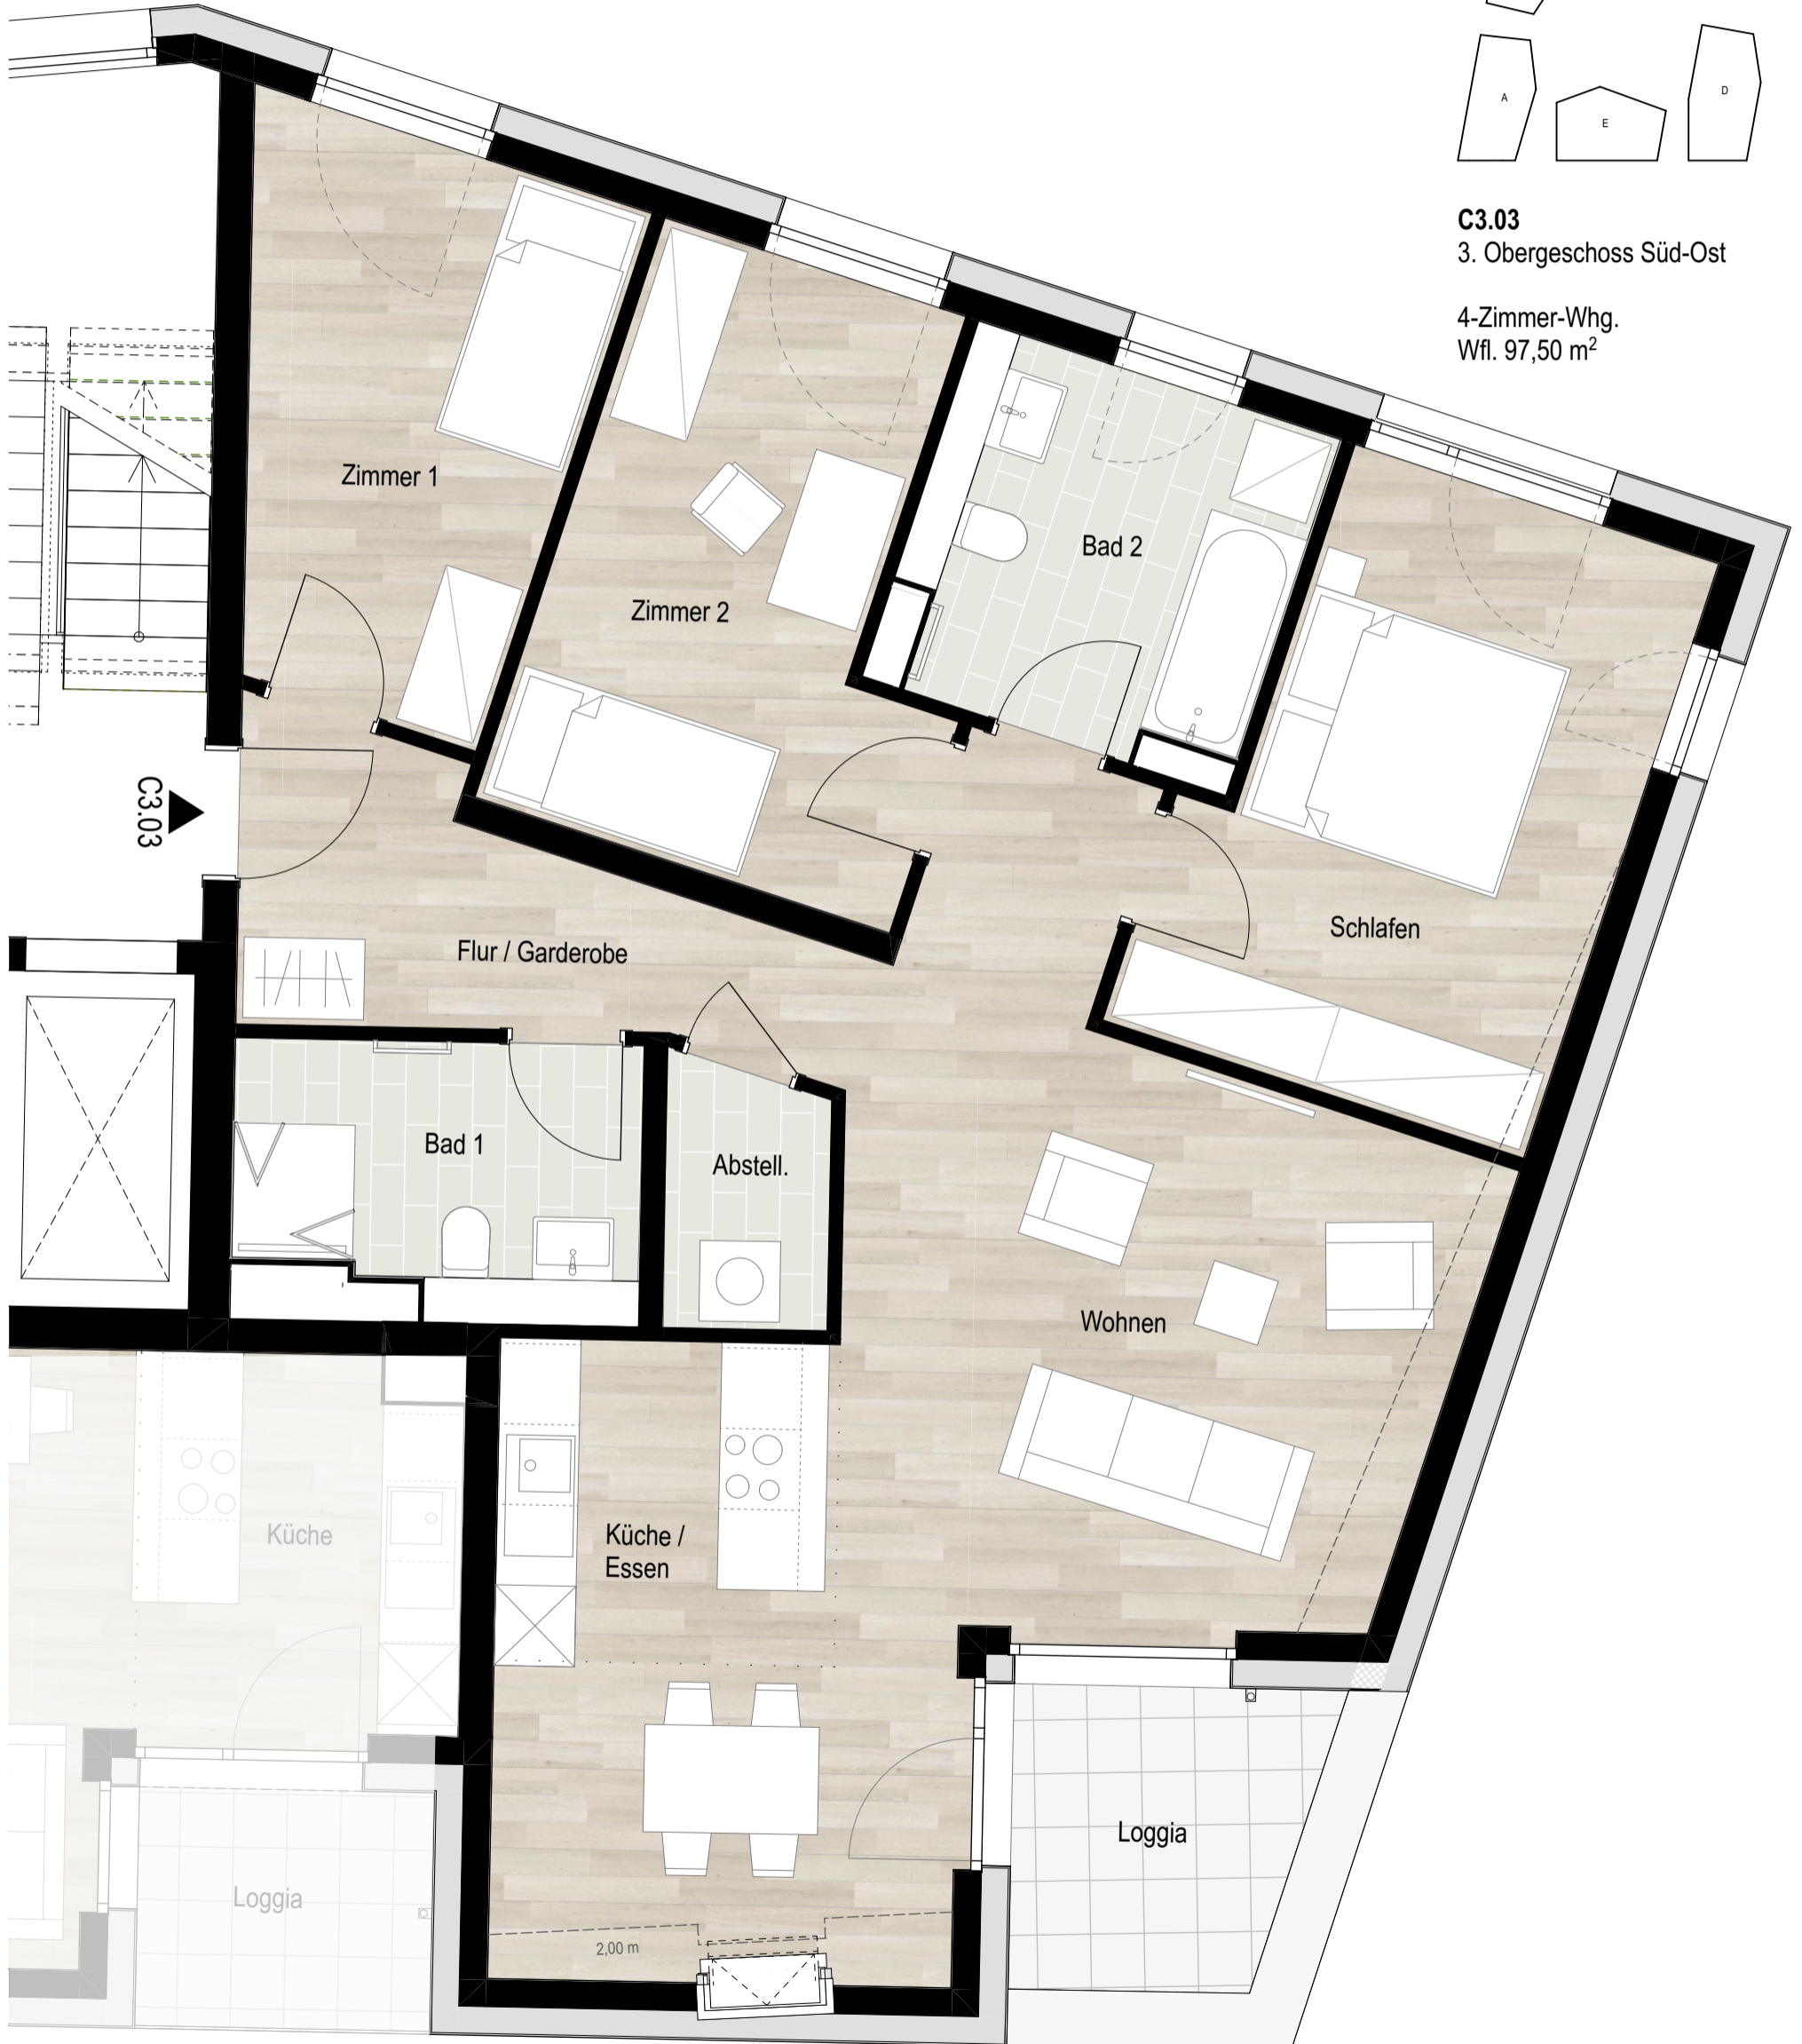 A
E
D
C3.03
3. Obergeschoss Süd-Ost
4-Zimmer-Whg.
Wfl. 97,50 m²
Zimmer 1
Zimmer 2
Bad 2
Schlafen
C3.03
Flur / Garderobe
Bad 1
Abstell.
Wohnen
Küche
Küche /
Essen
Loggia
Loggia
2,00 m